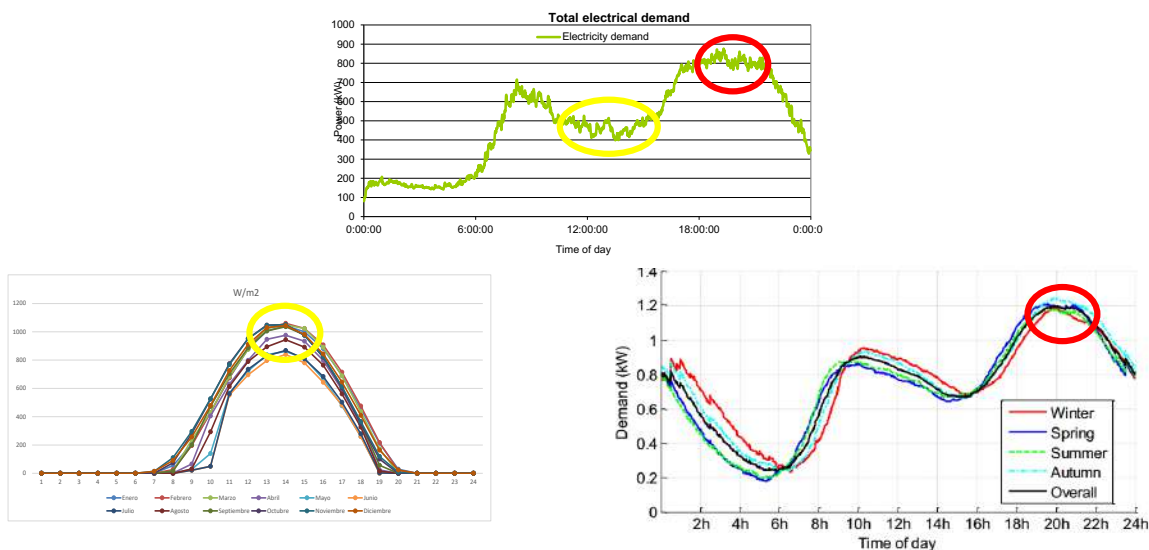 Total electrical demand
Electricity demand
Power (kW)
1000
900
800
700
600
500
400
300
200
100
0
0:00:00
6:00:00
12:00:00
18:00:00
0:00:0
Time of day
W/m2
1200
1000
800
600
400
200
0
1 2 3 4 5 6 7 8 9 10 11 12 13 14 15 16 17 18 19 20 21 22 23 24
Enero Febrero Marzo Abril Mayo Junio
Julio Agosto Septiembre Octubre Noviembre Diciembre
Demand (kW)
1.4
1.2
1
0.8
0.6
0.4
0.2
0
2h 4h 6h 8h 10h 12h 14h 16h 18h 20h 22h 24h
Time of day
Winter
Spring
Summer
Autumn
Overall